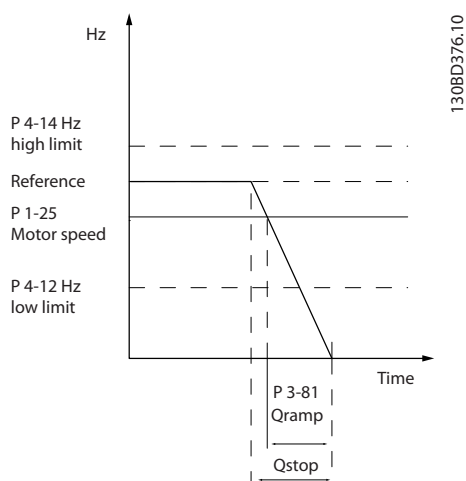 Hz
130BD376.10
P 4-14 Hz
high limit
Reference
P 1-25
Motor speed
P 4-12 Hz
low limit
Time
P 3-81
Qramp
Qstop